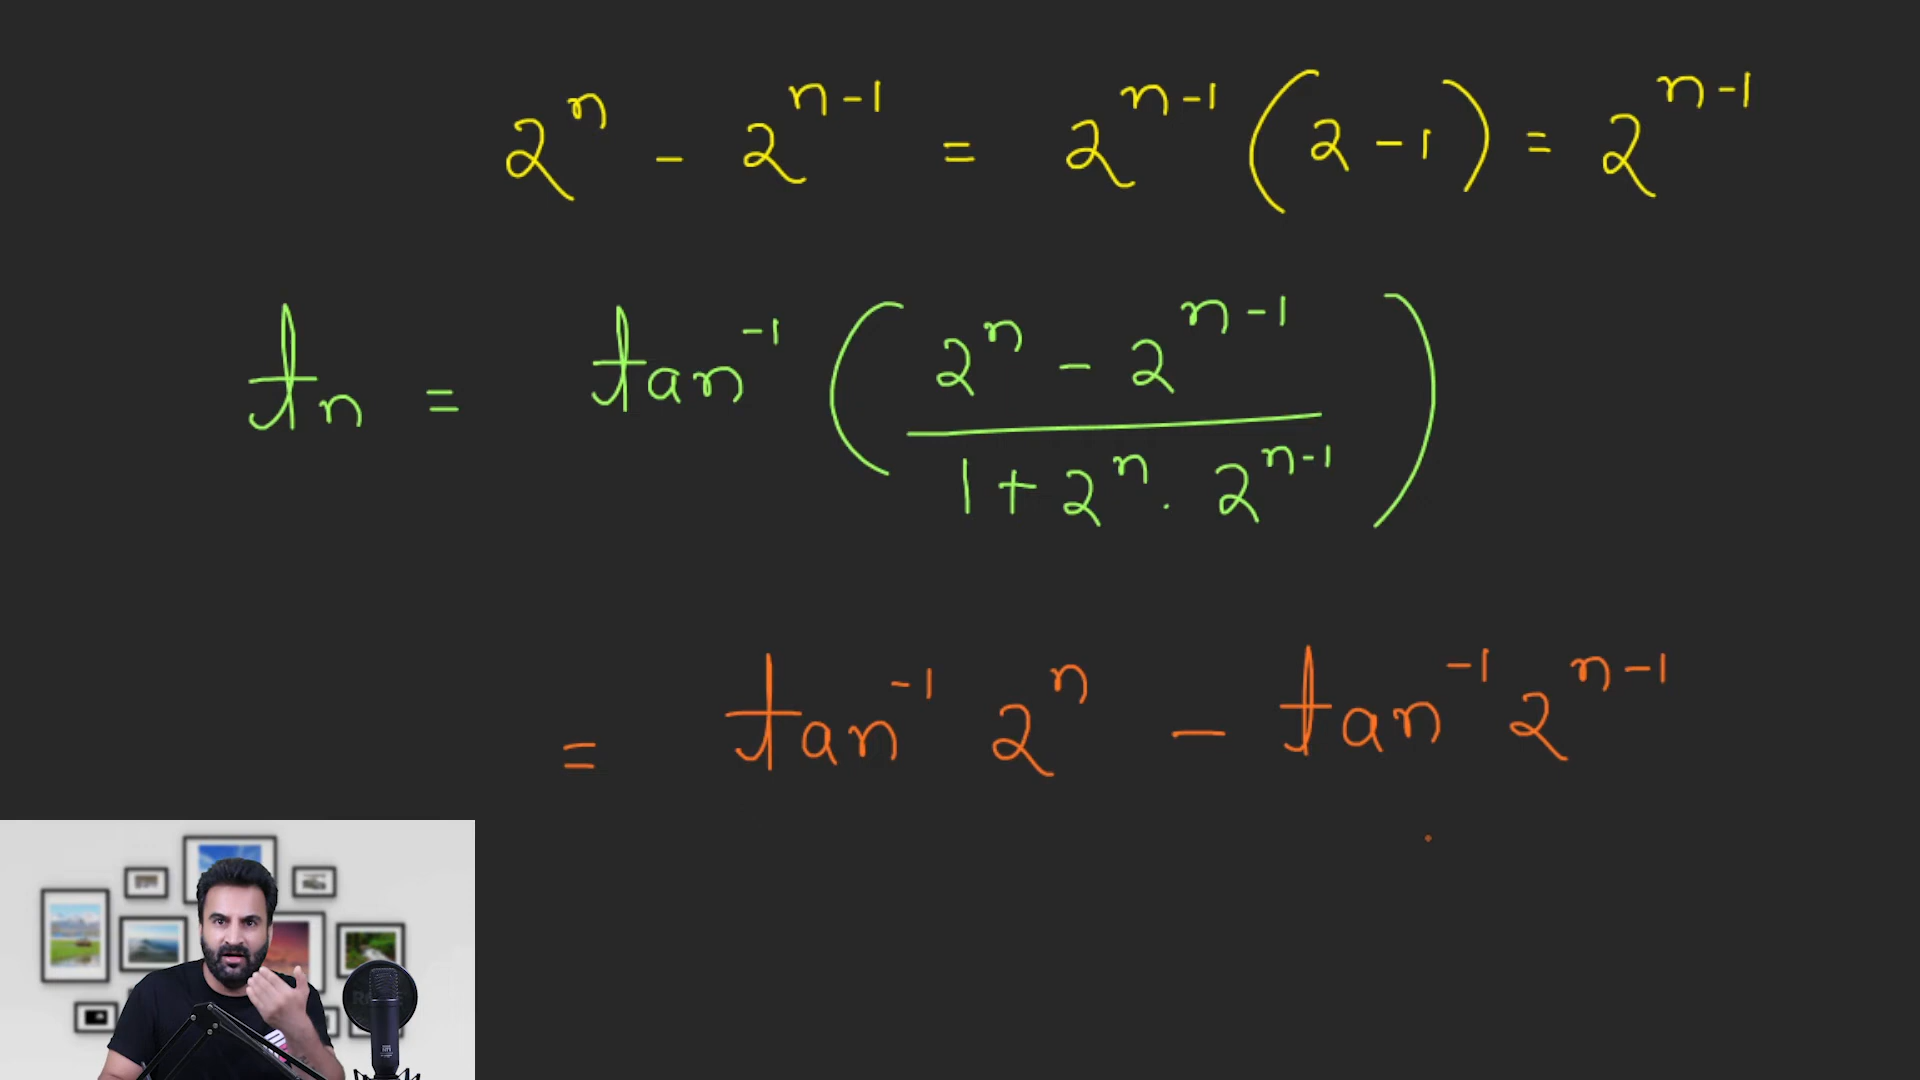 2^n - 2^{n-1} = 2^{n-1} (2 - 1) = 2^{n-1}
t_n = tan^{-1} ( (2^n - 2^{n-1}) / (1 + 2^n . 2^{n-1}) )
= tan^{-1} 2^n - tan^{-1} 2^{n-1}